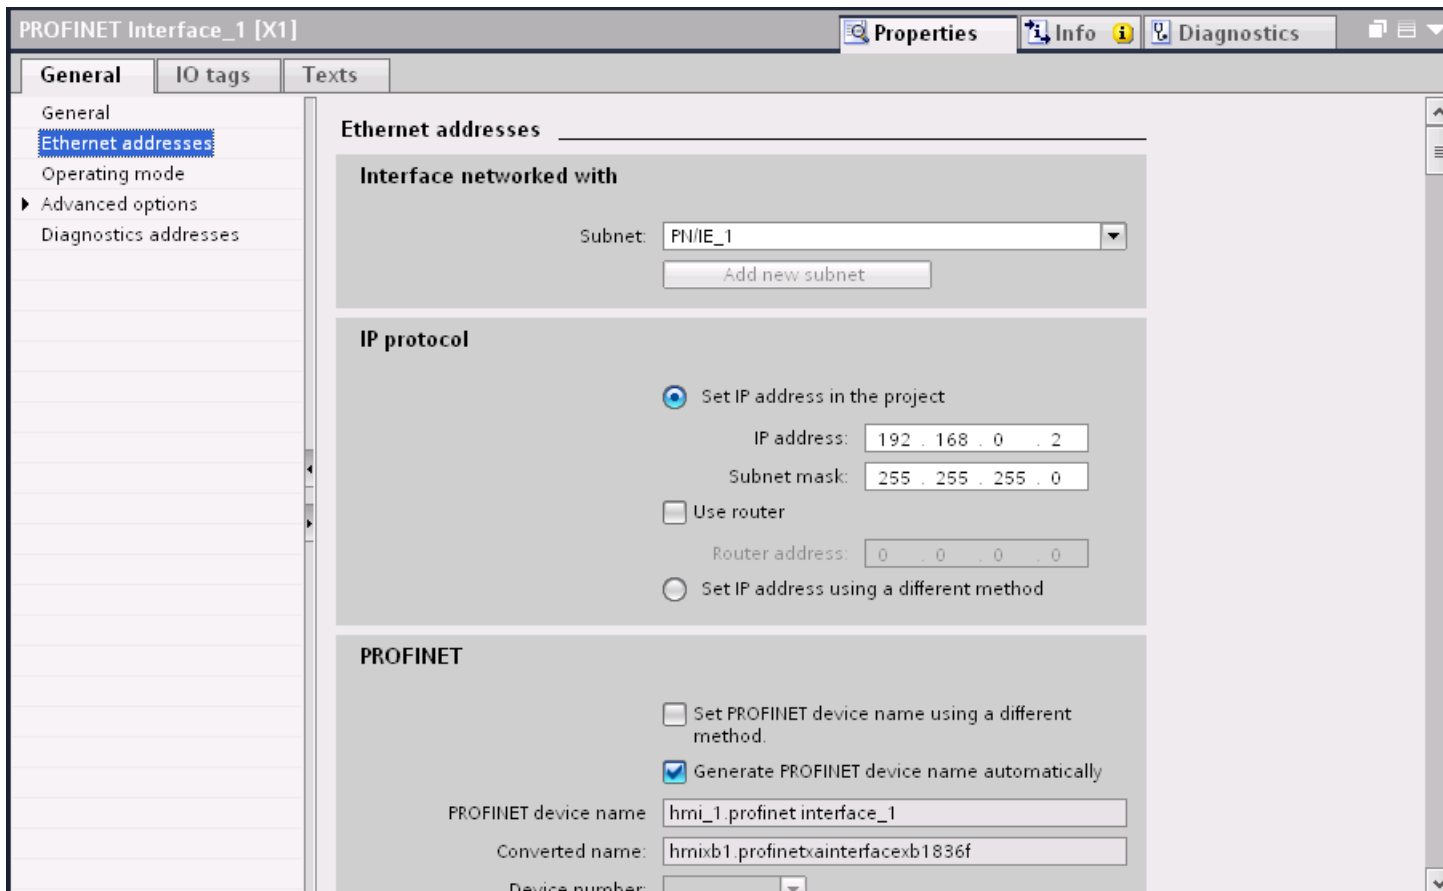 PROFINET Interface_1 [X1]
Properties
Info
Diagnostics
General
IO tags
Texts
General
Ethernet addresses
Operating mode
Advanced options
Diagnostics addresses
Ethernet addresses
Interface networked with
Subnet: PN/IE_1
Add new subnet
IP protocol
Set IP address in the project
IP address: 192 . 168 . 0 . 2
Subnet mask: 255 . 255 . 255 . 0
Use router
Router address: 0 . 0 . 0 . 0
Set IP address using a different method
PROFINET
Set PROFINET device name using a different
method.
Generate PROFINET device name automatically
PROFINET device name hmi_1.profinet interface_1
Converted name: hmixb1.profinetxainterfacexb1836f
Device number: